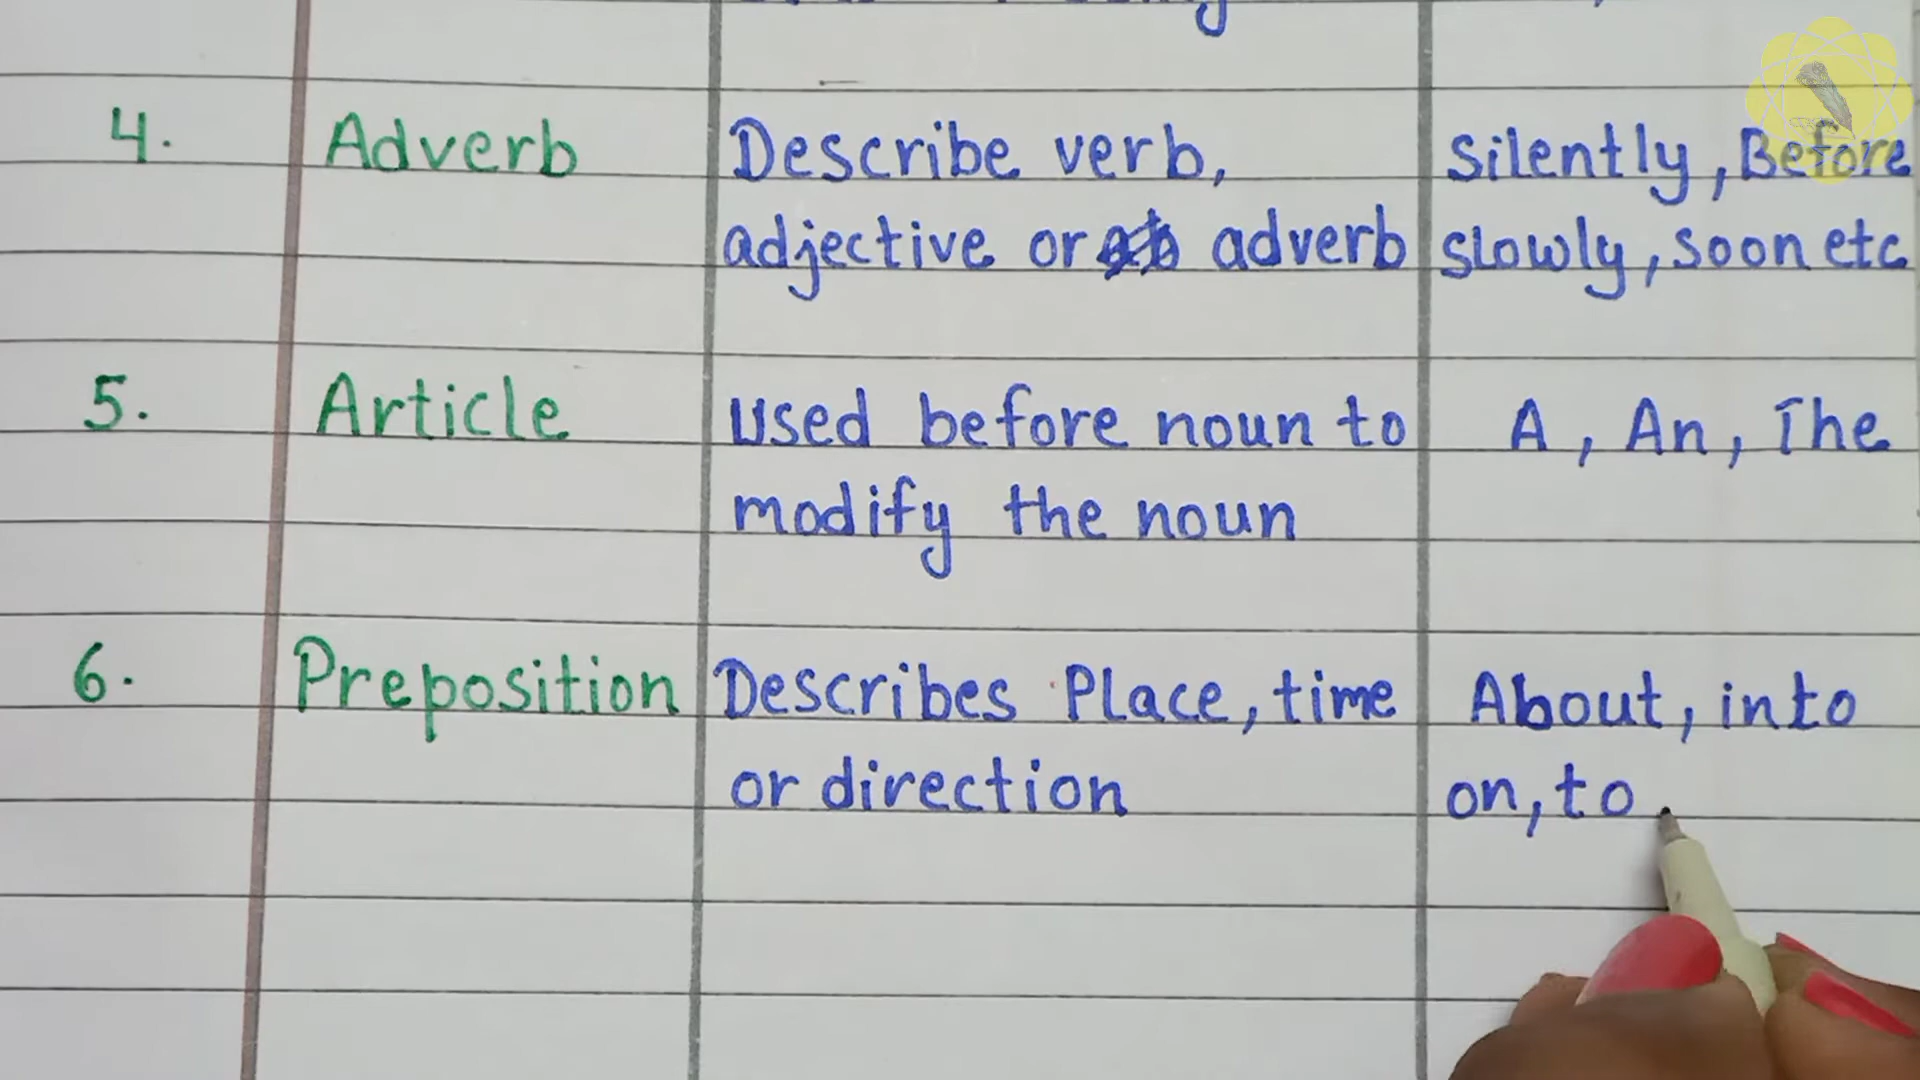 4. Adverb Describe verb, Silently, Before
adjective or adverb slowly, soon etc
5. Article Used before noun to A, An, The
modify the noun
6. Preposition Describes Place, time About, into
or direction on, to